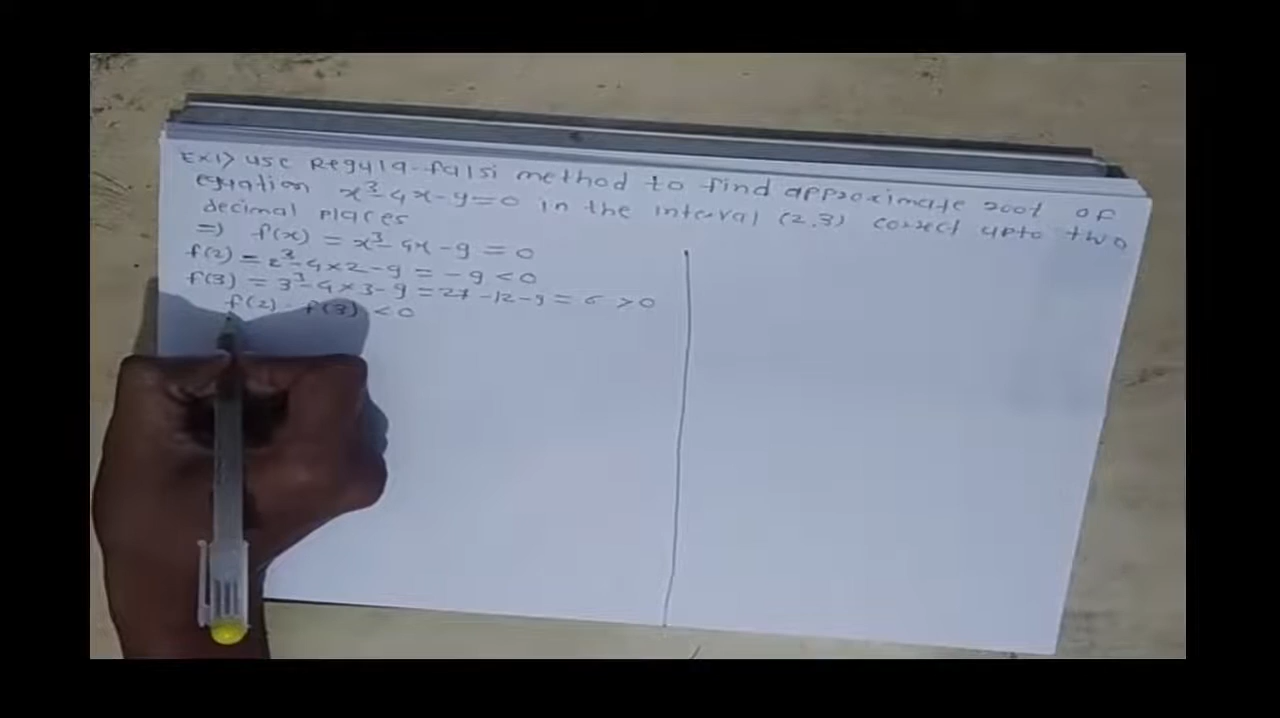 Ex1> use Regula-falsi method to find approximate root of
equation x³-4x-9=0 in the interval (2,3) correct upto two
decimal places
=) f(x) = x³-4x-9=0
f(2) = 2³-4×2-9 = -9<0
f(3) = 3³-4×3-9=27-12-9 = 6 >0
f(2) . f(3) <0